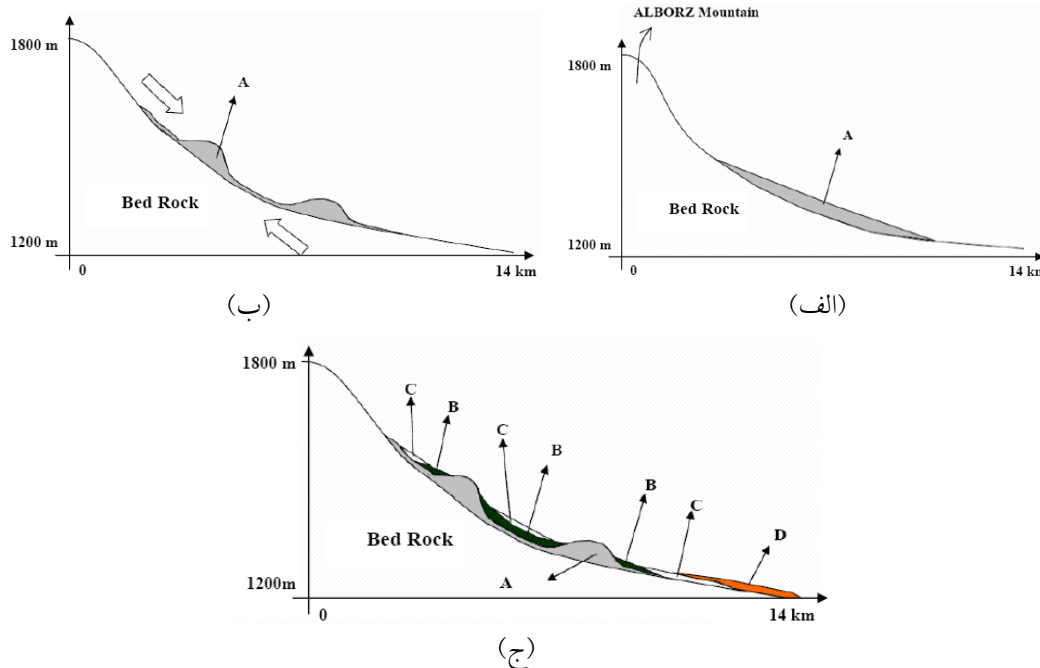 ALBORZ Mountain
1800 m
A
Bed Rock
1200 m
0
14 km
(الف)
1800 m
A
Bed Rock
1200 m
0
14 km
(ب)
1800 m
C
B
C
B
B
C
D
Bed Rock
A
1200m
0
14 km
(ج)